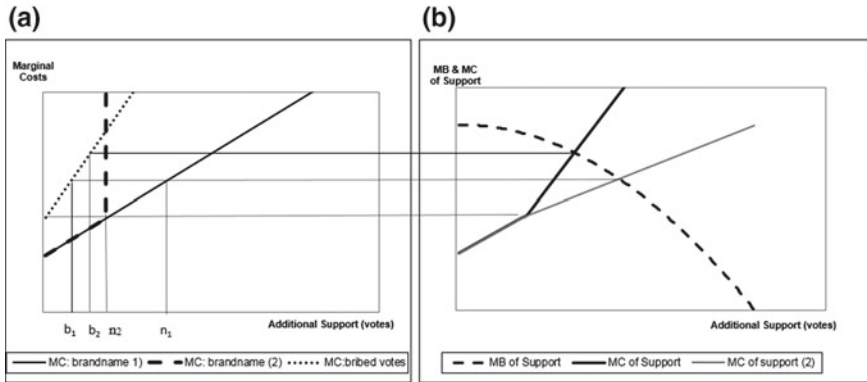 (a)
Marginal
Costs
b1 b2 n2 n1
Additional Support (votes)
MC: brandname 1) MC: brandname (2) MC:bribed votes
(b)
MB & MC
of Support
Additional Support (votes)
MB of Support MC of Support MC of support (2)